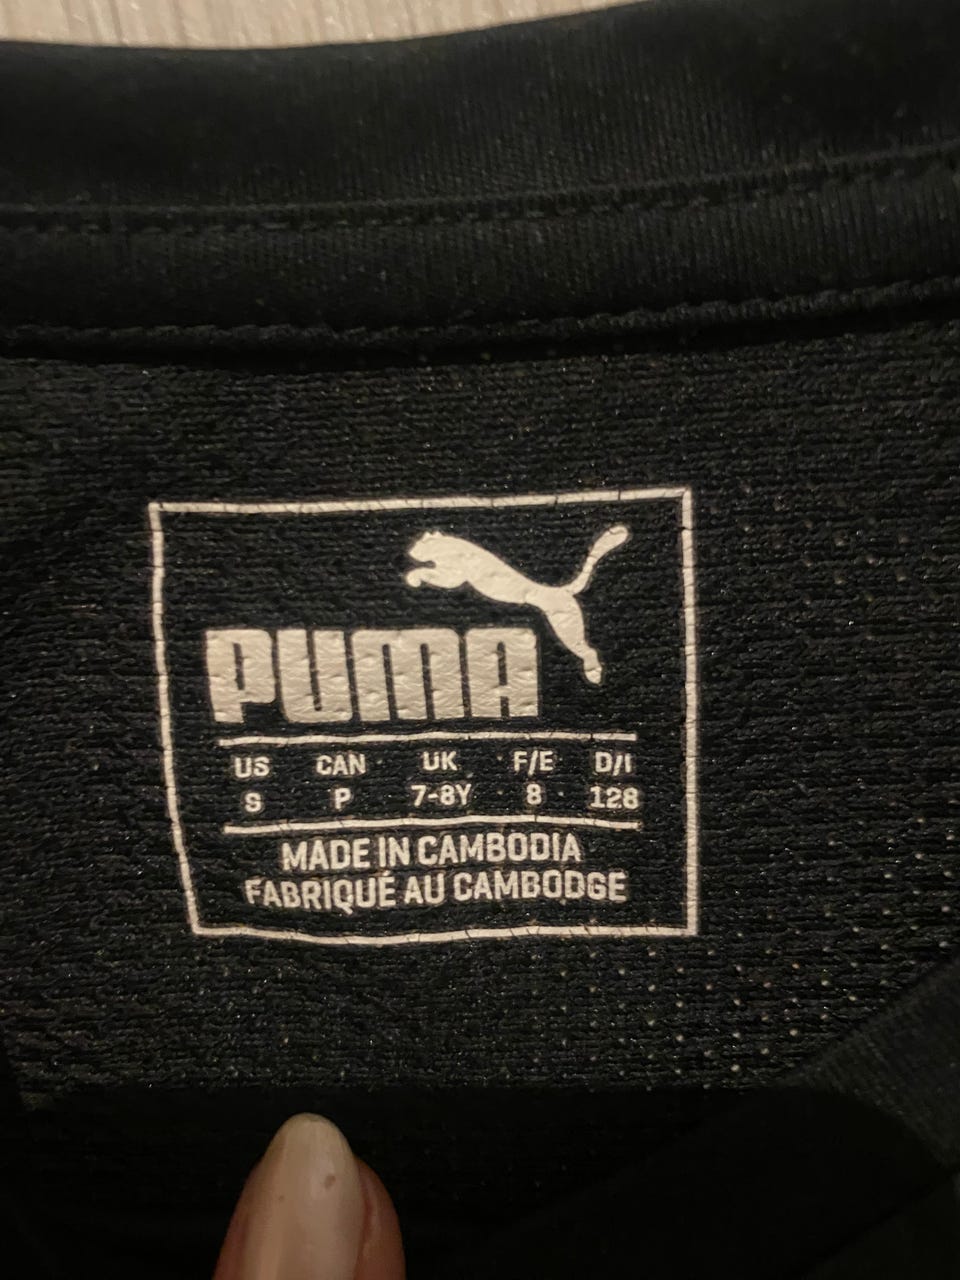 PUMA
US CAN UK F/E D/I
S P 7-8Y 8 128
MADE IN CAMBODIA
FABRIQUÉ AU CAMBODGE